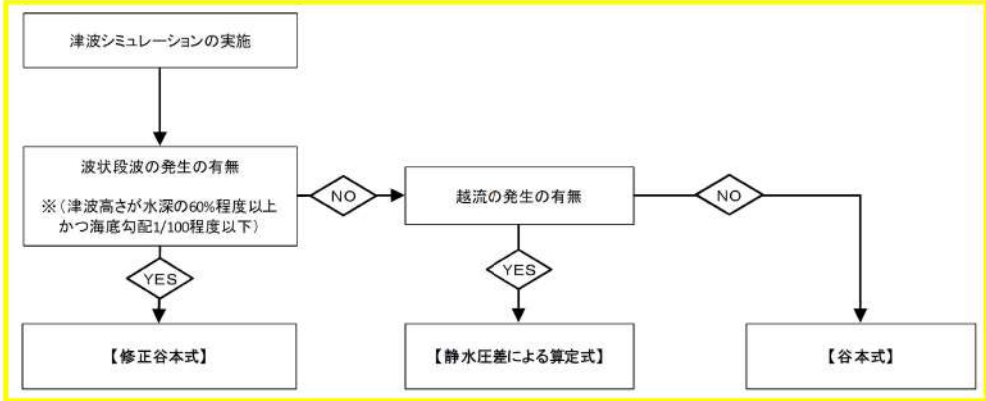 津波シミュレーションの実施
波状段波の発生の有無
※(津波高さが水深の60%程度以上
かつ海底勾配1/100程度以下)
NO
越流の発生の有無
NO
YES
YES
【修正谷本式】
【静水圧差による算定式】
【谷本式】